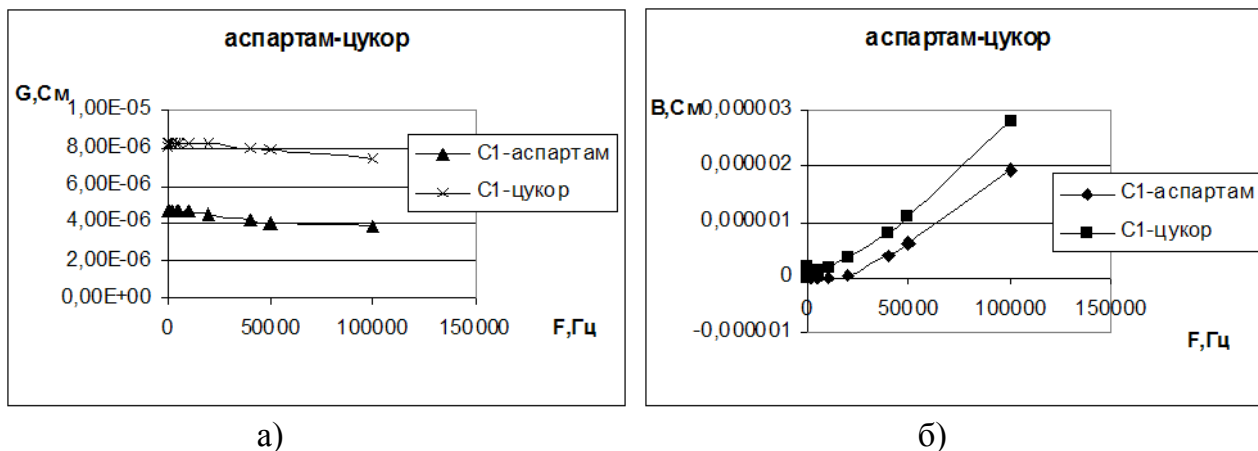 аспартам-цукор
G,См
1,00E-05
8,00E-06
6,00E-06
4,00E-06
2,00E-06
0,00E+00
0 50000 100000 150000
F,Гц
С1-аспартам
С1-цукор
а)
аспартам-цукор
В,См
0,000003
0,000002
0,000001
0
-0,000001
0 50000 100000 150000
F,Гц
С1-аспартам
С1-цукор
б)